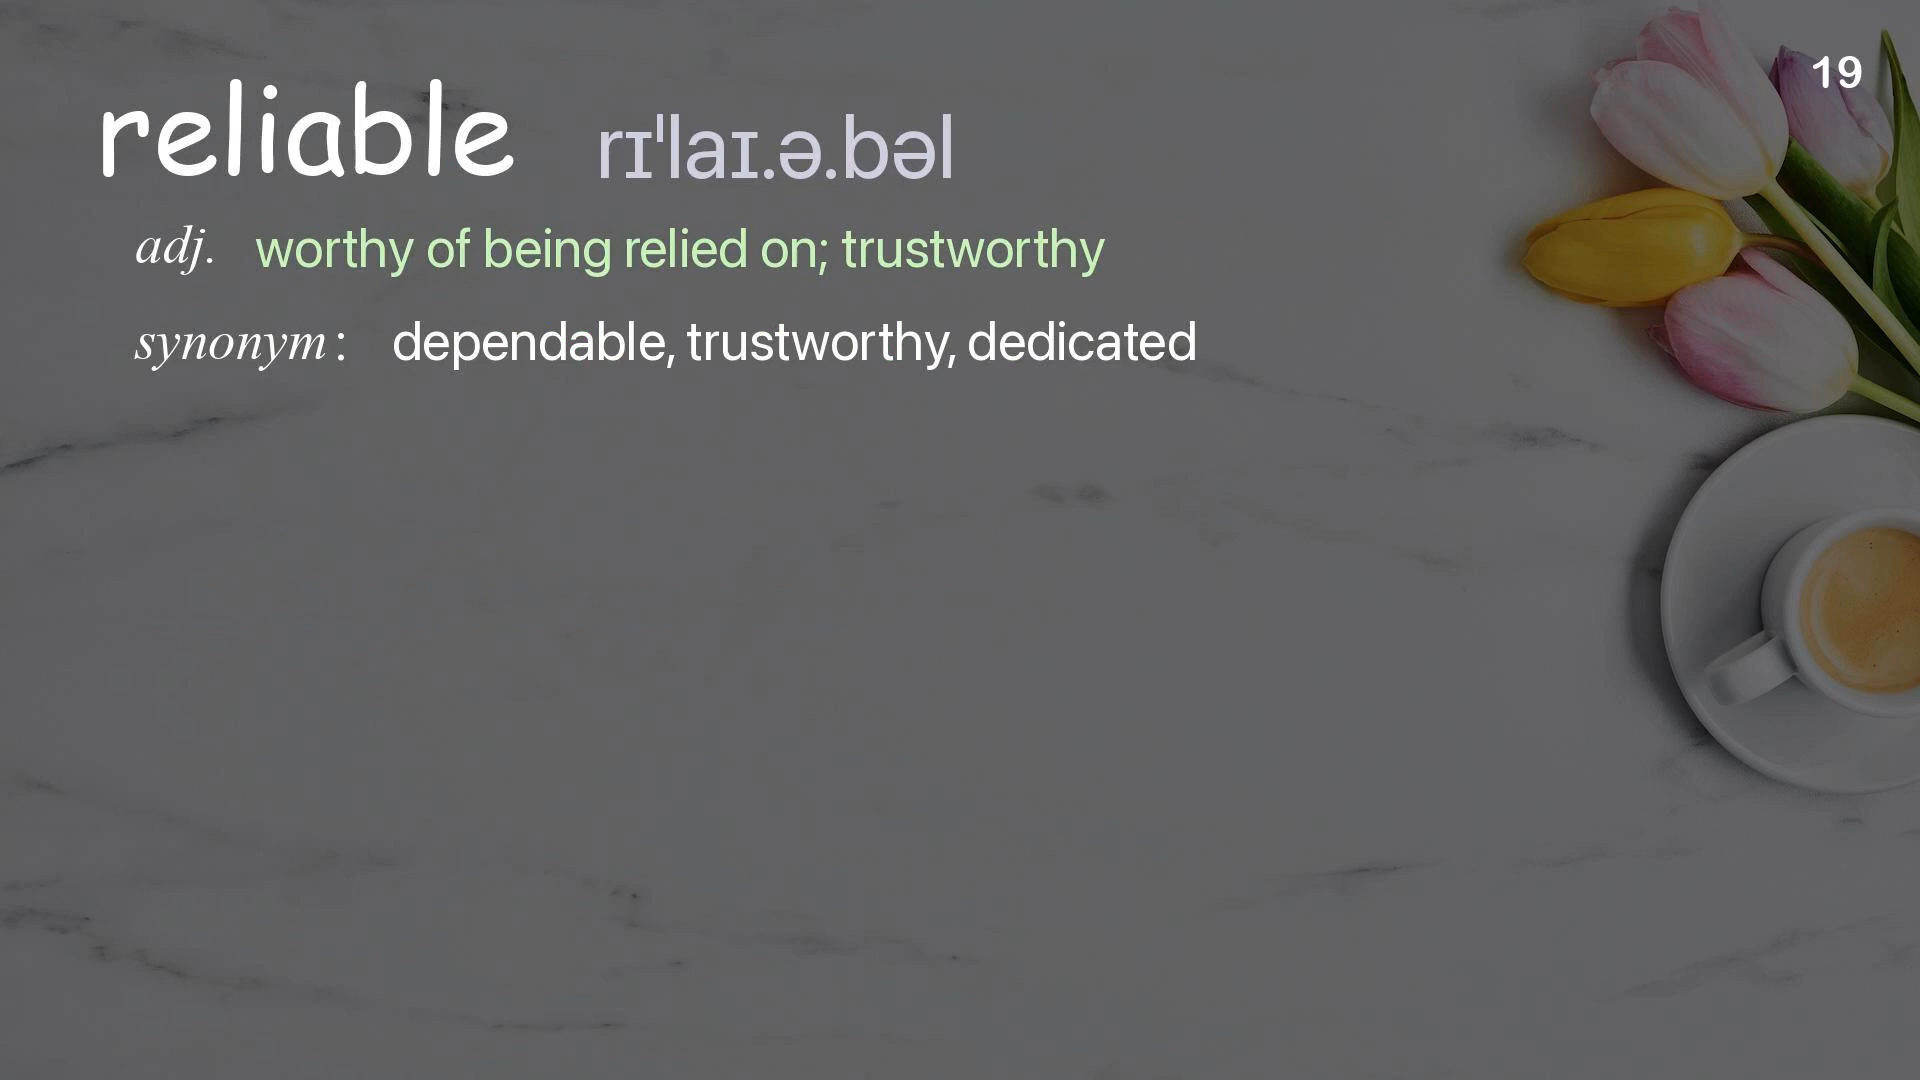 19
reliable rɪˈlaɪ.ə.bəl
adj. worthy of being relied on; trustworthy
synonym : dependable, trustworthy, dedicated